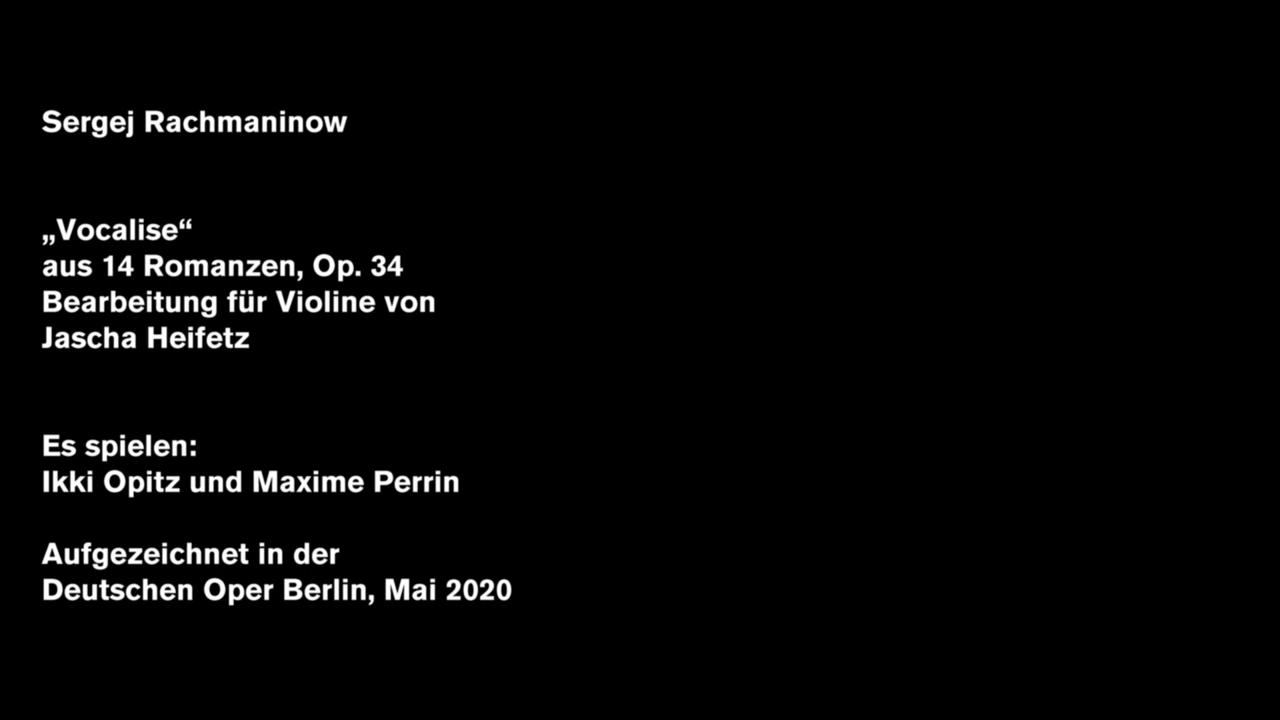 Sergej Rachmaninow
„Vocalise“
aus 14 Romanzen, Op. 34
Bearbeitung für Violine von
Jascha Heifetz
Es spielen:
Ikki Opitz und Maxime Perrin
Aufgezeichnet in der
Deutschen Oper Berlin, Mai 2020